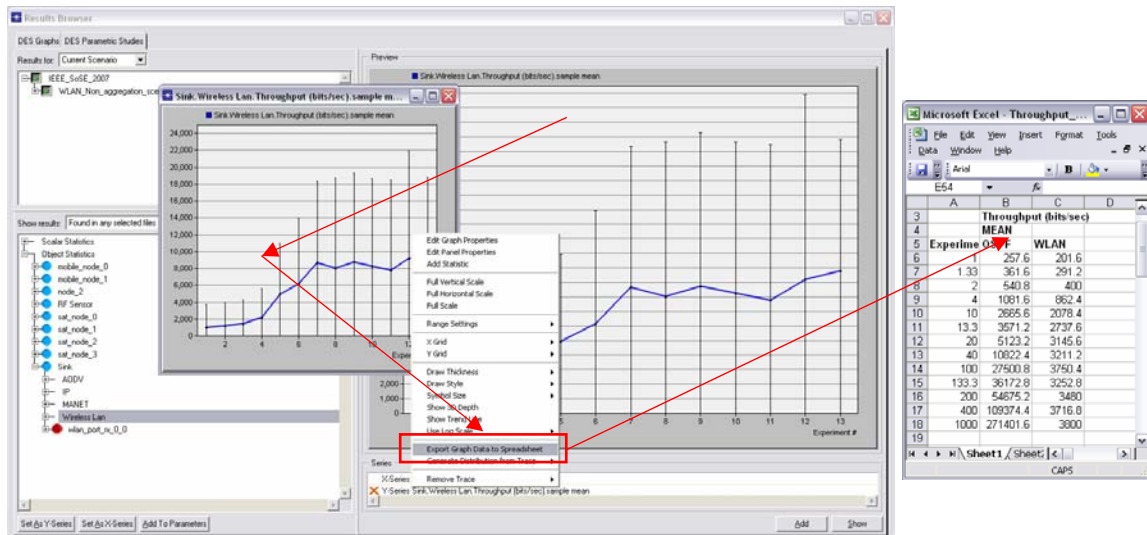 Results Browser
DES Graphs DES Parametric Studies
Results for: Current Scenario
IEEE_SoSE_2007
WLAN_Non_aggregation_sce
Show results: Found in any selected files
Scalar Statistics
Object Statistics
mobile_node_0
mobile_node_1
node_2
RF Sensor
sat_node_0
sat_node_1
sat_node_2
sat_node_3
Sink
AODV
IP
MANET
Wireless Lan
wlan_port_rx_0_0
Set As Y-Series Set As X-Series Add To Parameters
Sink.Wireless Lan.Throughput (bits/sec).sample m...
Sink.Wireless Lan.Throughput (bits/sec).sample mean
24,000
22,000
20,000
18,000
16,000
14,000
12,000
10,000
8,000
6,000
4,000
2,000
0
2 4 6 8 10
Preview
Sink.Wireless Lan.Throughput (bits/sec).sample mean
2,000
1,000
0
5 6 7 8 9 10 11 12 13
Experiment #
Edit Graph Properties
Edit Panel Properties
Add Statistic
Full Vertical Scale
Full Horizontal Scale
Full Scale
Range Settings
X Grid
Y Grid
Draw Thickness
Draw Style
Symbol Size
Show 3D Depth
Show Trend Line
Use Log Scale
Export Graph Data to Spreadsheet
Generate Distribution from Trace
Remove Trace
Series
X-Series
Y-Series Sink.Wireless Lan.Throughput (bits/sec).sample mean
Add Show
Microsoft Excel - Throughput_...
File Edit View Insert Format Tools
Data Window Help
Arial B
E54 fx
A B C D
3 Throughput (bits/sec)
4 MEAN
5 Experime WLAN
6 1 257.6 201.6
7 1.33 361.6 291.2
8 2 540.8 400
9 4 1081.6 862.4
10 10 2665.6 2078.4
11 13.3 3571.2 2737.6
12 20 5123.2 3145.6
13 40 10822.4 3211.2
14 100 27500.8 3750.4
15 133.3 36172.8 3252.8
16 200 54675.2 3480
17 400 109374.4 3716.8
18 1000 271401.6 3800
19
Sheet1 Sheet
CAPS